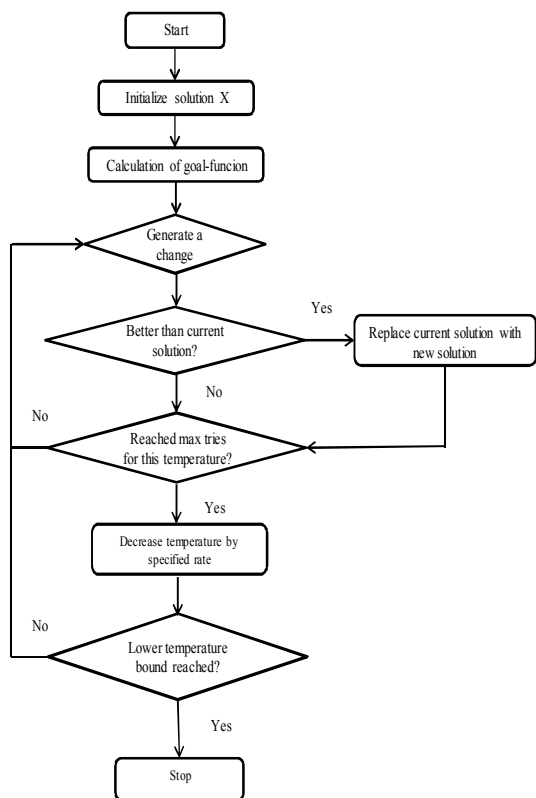 Start
Initialize solution X
Calculation of goal-funcion
Generate a
change
Yes
Better than current
solution?
Replace current solution with
new solution
No
No
Reached max tries
for this temperature?
Yes
Decrease temperature by
specified rate
No
Lower temperature
bound reached?
Yes
Stop